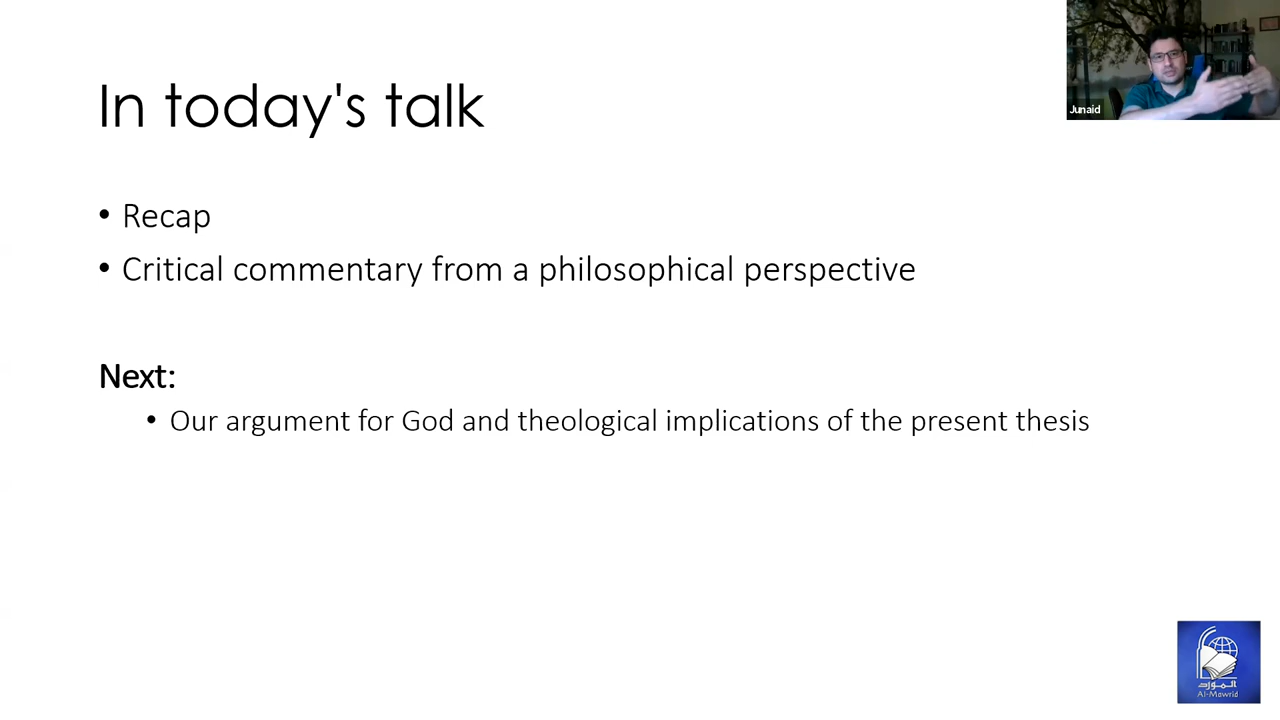 In today's talk
Junaid
• Recap
• Critical commentary from a philosophical perspective
Next:
• Our argument for God and theological implications of the present thesis
المورد
Al-Mawrid